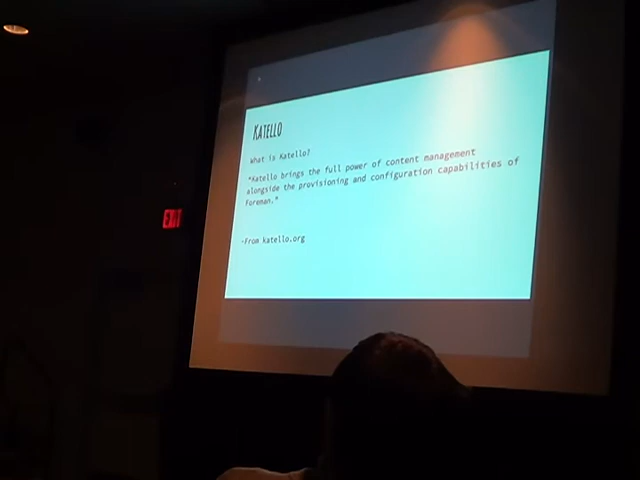 KATELLO
What is Katello?
"Katello brings the full power of content management
alongside the provisioning and configuration capabilities of
Foreman."
-From katello.org
EXIT